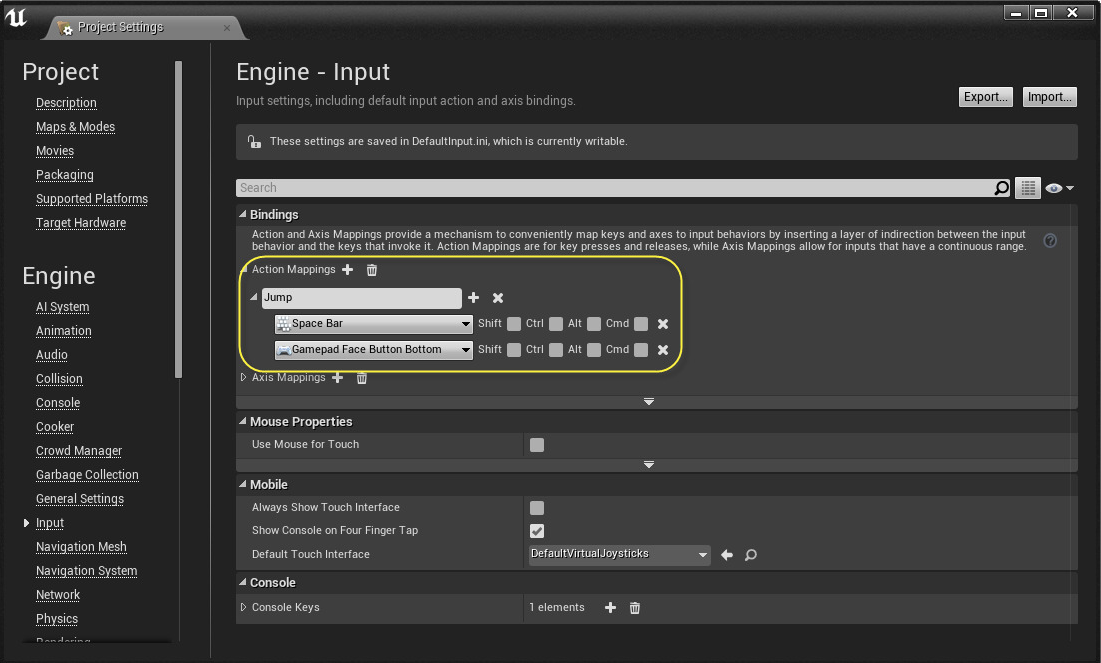 Project Settings
Project
Description
Maps & Modes
Movies
Packaging
Supported Platforms
Target Hardware
Engine
AI System
Animation
Audio
Collision
Console
Cooker
Crowd Manager
Garbage Collection
General Settings
Input
Navigation Mesh
Navigation System
Network
Physics
Rendering
Engine - Input
Input settings, including default input action and axis bindings.
Export... Import...
These settings are saved in DefaultInput.ini, which is currently writable.
Search
Bindings
Action and Axis Mappings provide a mechanism to conveniently map keys and axes to input behaviors by inserting a layer of indirection between the input
behavior and the keys that invoke it. Action Mappings are for key presses and releases, while Axis Mappings allow for inputs that have a continuous range.
Action Mappings
Jump
Space Bar Shift Ctrl Alt Cmd
Gamepad Face Button Bottom Shift Ctrl Alt Cmd
Axis Mappings
Mouse Properties
Use Mouse for Touch
Mobile
Always Show Touch Interface
Show Console on Four Finger Tap
Default Touch Interface DefaultVirtualJoysticks
Console
Console Keys 1 elements